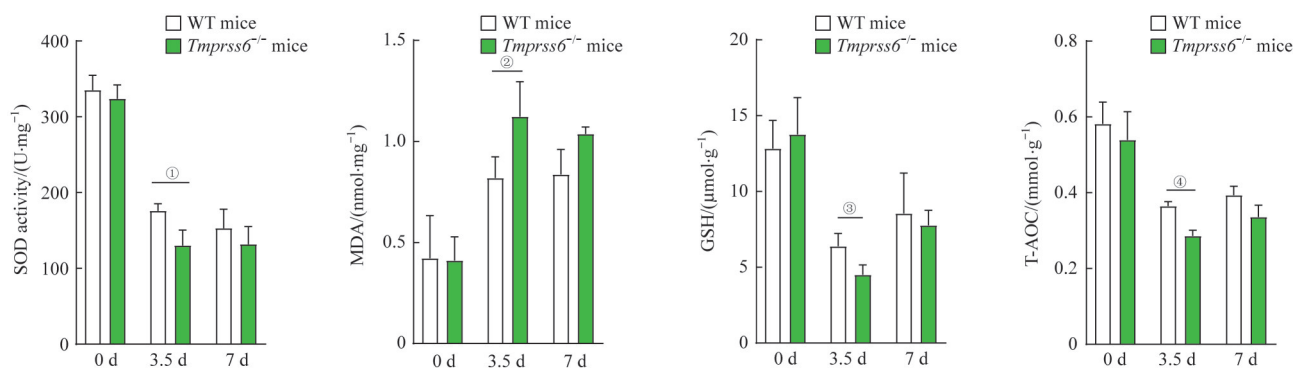 WT mice
Tmprss6⁻/⁻ mice
SOD activity/(U·mg⁻¹)
400
300
200
100
0
①
0 d 3.5 d 7 d
WT mice
Tmprss6⁻/⁻ mice
MDA/(nmol·mg⁻¹)
1.5
1.0
0.5
0
②
0 d 3.5 d 7 d
WT mice
Tmprss6⁻/⁻ mice
GSH/(μmol·g⁻¹)
20
15
10
5
0
③
0 d 3.5 d 7 d
WT mice
Tmprss6⁻/⁻ mice
T-AOC/(mmol·g⁻¹)
0.8
0.6
0.4
0.2
0
④
0 d 3.5 d 7 d